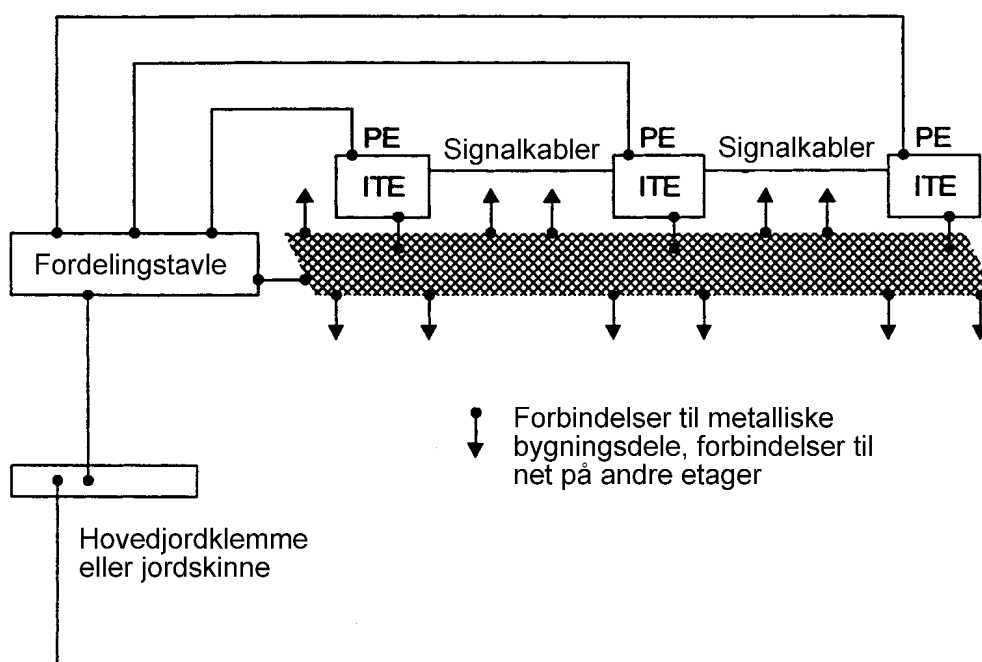 PE
Signalkabler
PE
Signalkabler
PE
ITE
ITE
ITE
Fordelingstavle
Forbindelser til metalliske
bygningsdele, forbindelser til
net på andre etager
Hovedjordklemme
eller jordskinne